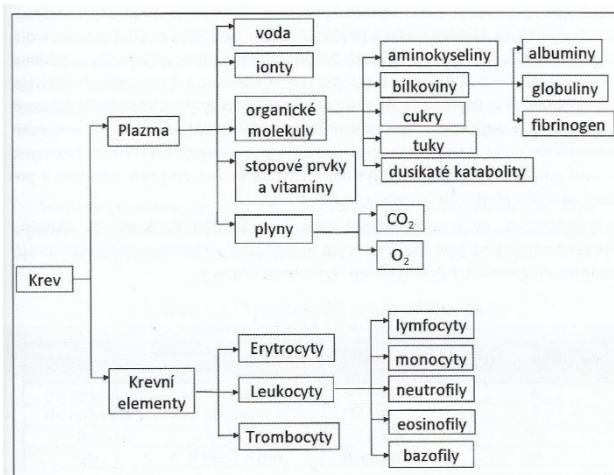 Krev
Plazma
voda
ionty
organické
molekuly
stopové prvky
a vitamíny
plyny
aminokyseliny
bílkoviny
cukry
tuky
dusíkaté katabolity
albuminy
globuliny
fibrinogen
CO₂
O₂
Krevní
elementy
Erytrocyty
Leukocyty
Trombocyty
lymfocyty
monocyty
neutrofily
eosinofily
bazofily